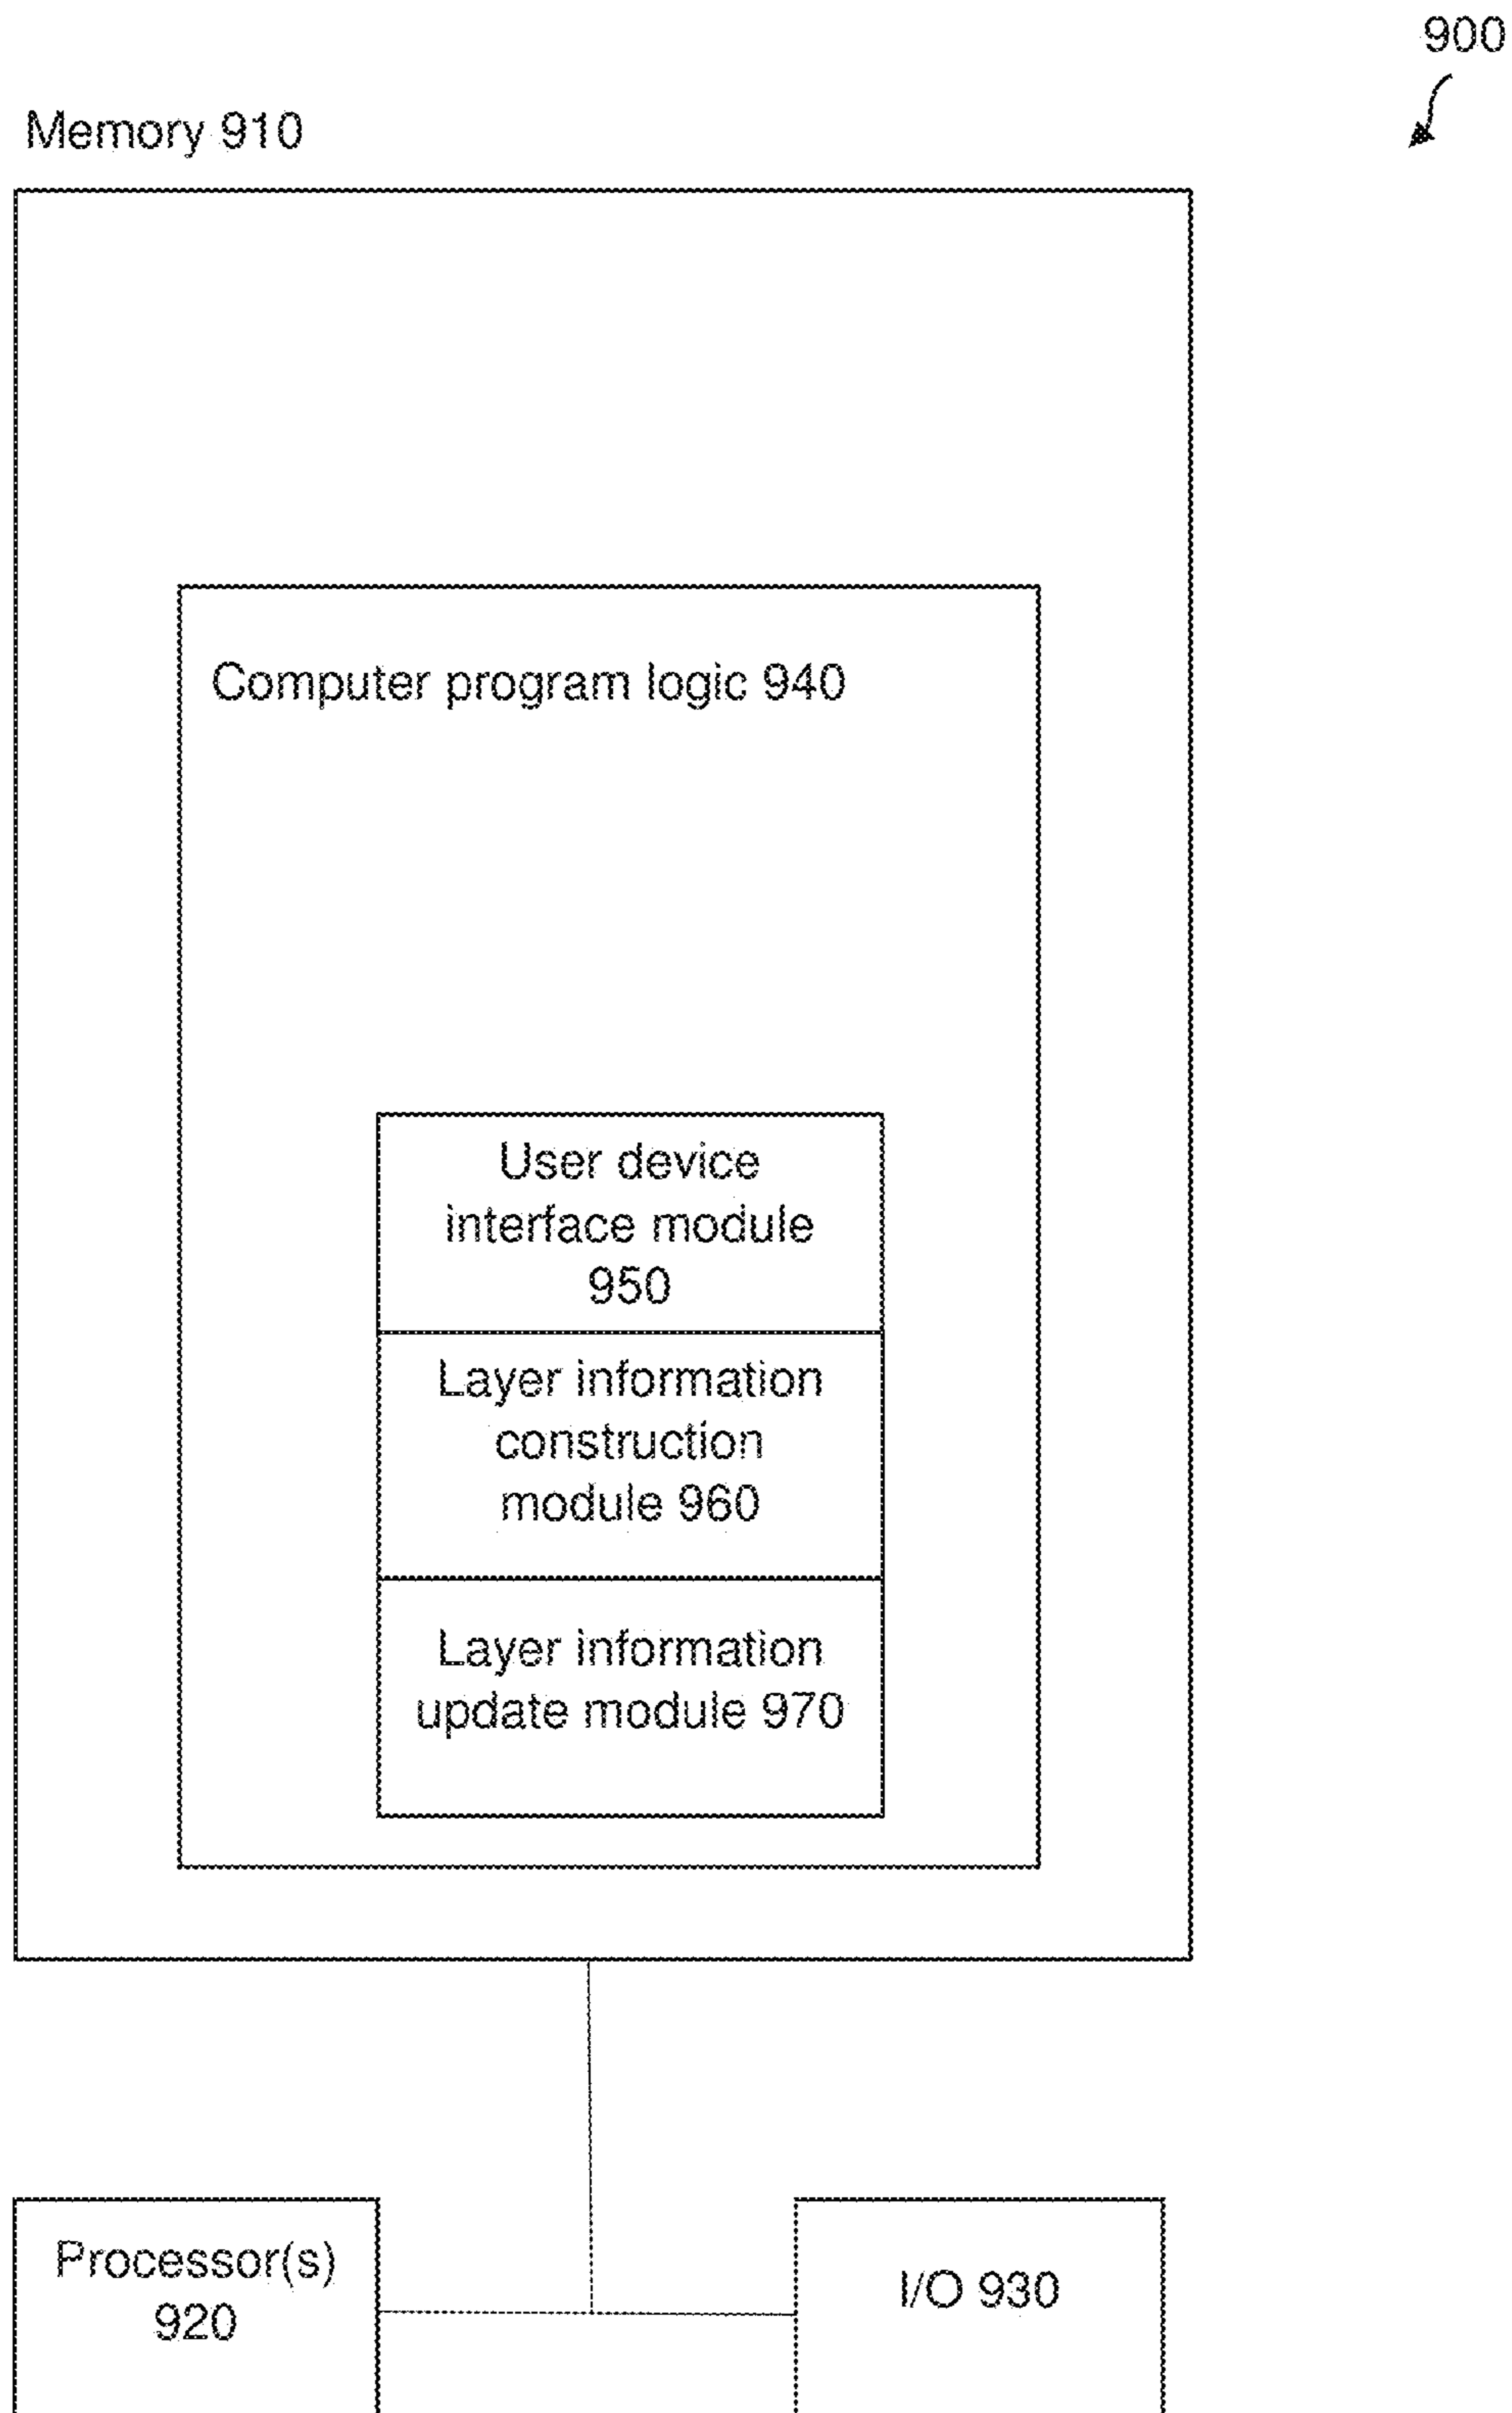 900
Memory 910
Computer program logic 940
User device
interface module
950
Layer information
construction
module 960
Layer information
update module 970
Processor(s)
920
I/O 930